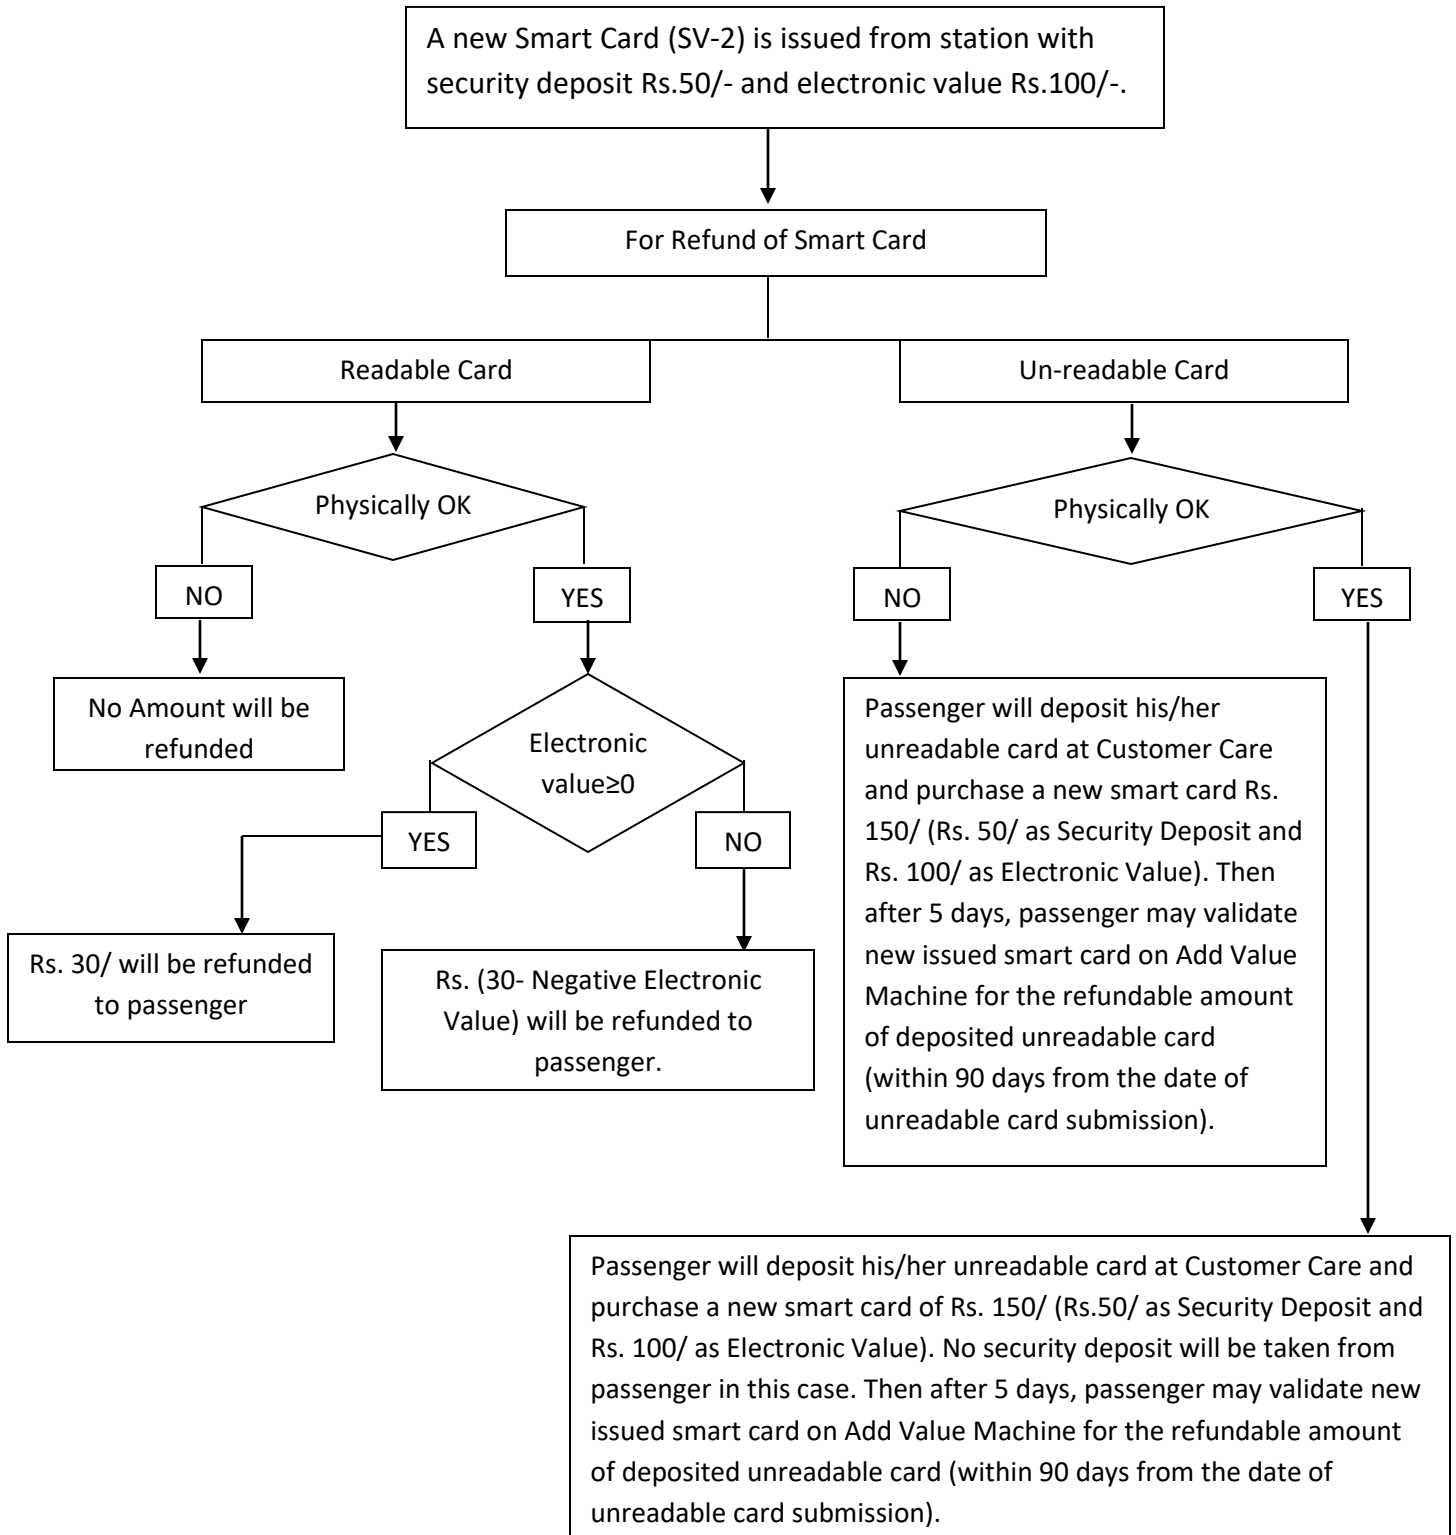 A new Smart Card (SV-2) is issued from station with
security deposit Rs.50/- and electronic value Rs.100/-.
For Refund of Smart Card
Readable Card
Un-readable Card
Physically OK
Physically OK
NO
YES
NO
YES
No Amount will be
refunded
Electronic
value≥0
YES
NO
Rs. 30/ will be refunded
to passenger
Rs. (30- Negative Electronic
Value) will be refunded to
passenger.
Passenger will deposit his/her
unreadable card at Customer Care
and purchase a new smart card Rs.
150/ (Rs. 50/ as Security Deposit and
Rs. 100/ as Electronic Value). Then
after 5 days, passenger may validate
new issued smart card on Add Value
Machine for the refundable amount
of deposited unreadable card
(within 90 days from the date of
unreadable card submission).
Passenger will deposit his/her unreadable card at Customer Care and
purchase a new smart card of Rs. 150/ (Rs.50/ as Security Deposit and
Rs. 100/ as Electronic Value). No security deposit will be taken from
passenger in this case. Then after 5 days, passenger may validate new
issued smart card on Add Value Machine for the refundable amount
of deposited unreadable card (within 90 days from the date of
unreadable card submission).